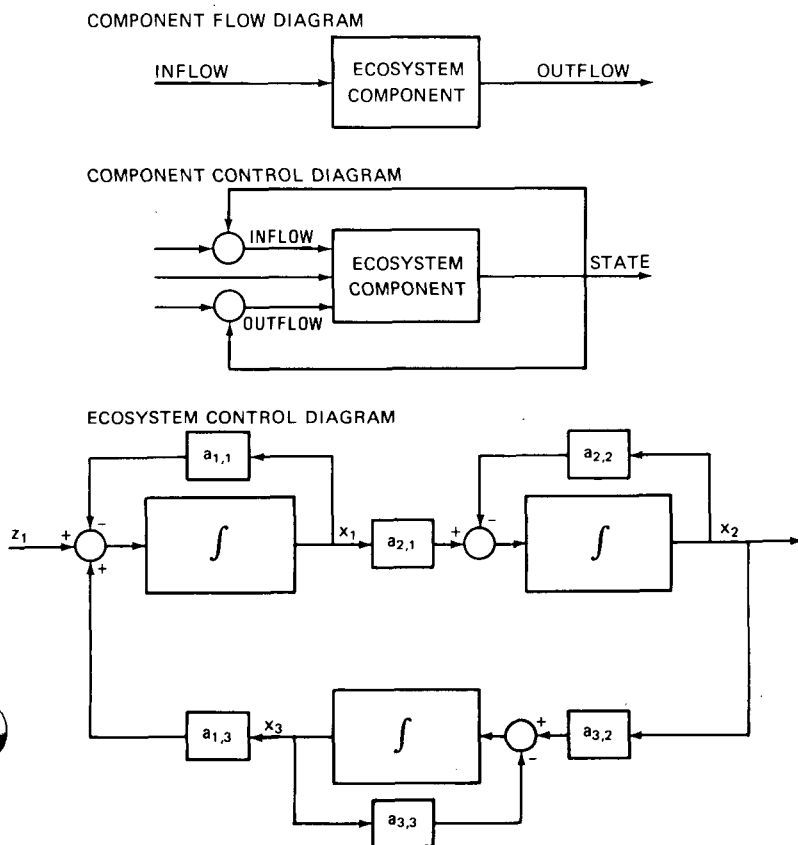 COMPONENT FLOW DIAGRAM
INFLOW
ECOSYSTEM
COMPONENT
OUTFLOW
COMPONENT CONTROL DIAGRAM
INFLOW
ECOSYSTEM
COMPONENT
STATE
OUTFLOW
ECOSYSTEM CONTROL DIAGRAM
a1,1
a2,2
z1 + - +
∫
x1
a2,1
+ -
∫
x2
a1,3
x3
∫
+ -
a3,2
a3,3